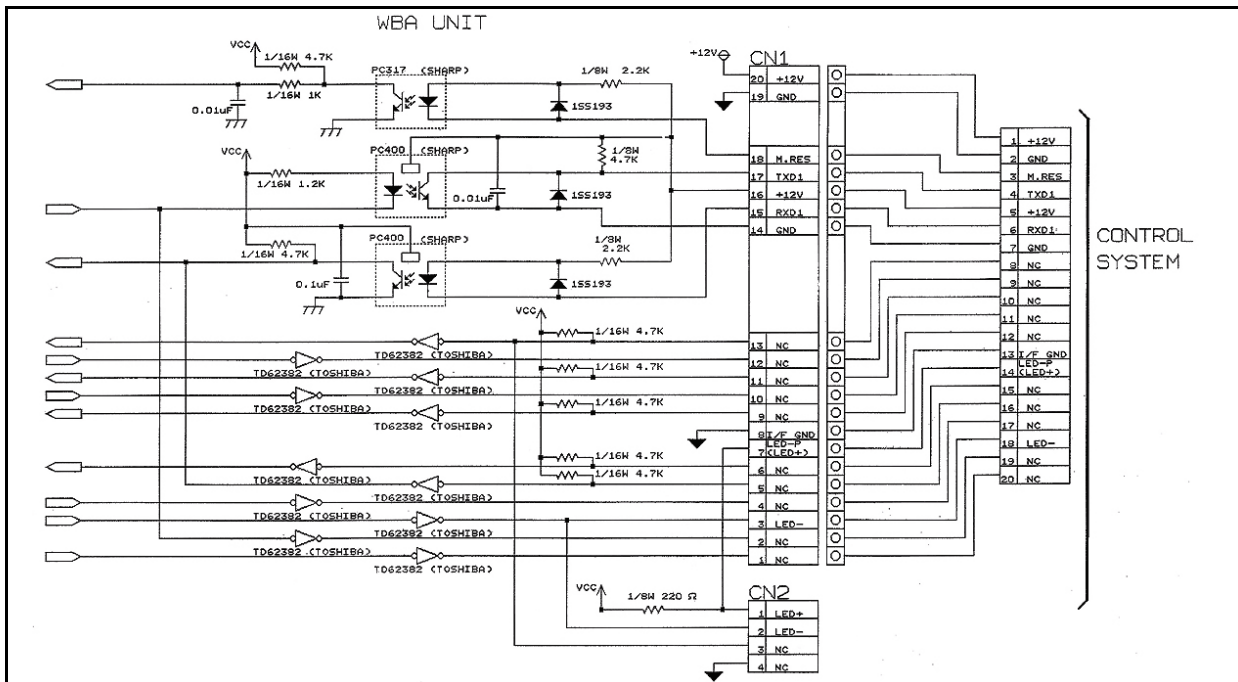 WBA UNIT
VCC
1/16W 4.7K
1/16W 1K
0.01uF
PC317 (SHARP)
1/8W 2.2K
1SS193
VCC
1/16W 1.2K
PC400 (SHARP)
0.01uF
1/8W
4.7K
1SS193
1/16W 4.7K
0.1uF
PC400 (SHARP)
1/8W
2.2K
1SS193
VCC
1/16W 4.7K
1/16W 4.7K
1/16W 4.7K
1/16W 4.7K
1/16W 4.7K
TD62382 (TOSHIBA)
TD62382 (TOSHIBA)
TD62382 (TOSHIBA)
TD62382 (TOSHIBA)
TD62382 (TOSHIBA)
TD62382 (TOSHIBA)
TD62382 (TOSHIBA)
TD62382 (TOSHIBA)
TD62382 (TOSHIBA)
TD62382 (TOSHIBA)
TD62382 (TOSHIBA)
+12V
CN1
20 +12V
19 GND
18 M.RES
17 TXD1
16 +12V
15 RXD1
14 GND
13 NC
12 NC
11 NC
10 NC
9 NC
8 I/F GND
7 LED-P (LED+)
6 NC
5 NC
4 NC
3 LED-
2 NC
1 NC
VCC
1/8W 220 Ω
CN2
1 LED+
2 LED-
3 NC
4 NC
1 +12V
2 GND
3 M.RES
4 TXD1
5 +12V
6 RXD1
7 GND
8 NC
9 NC
10 NC
11 NC
12 NC
13 I/F GND
14 LED-P (LED+)
15 NC
16 NC
17 NC
18 LED-
19 NC
20 NC
CONTROL
SYSTEM